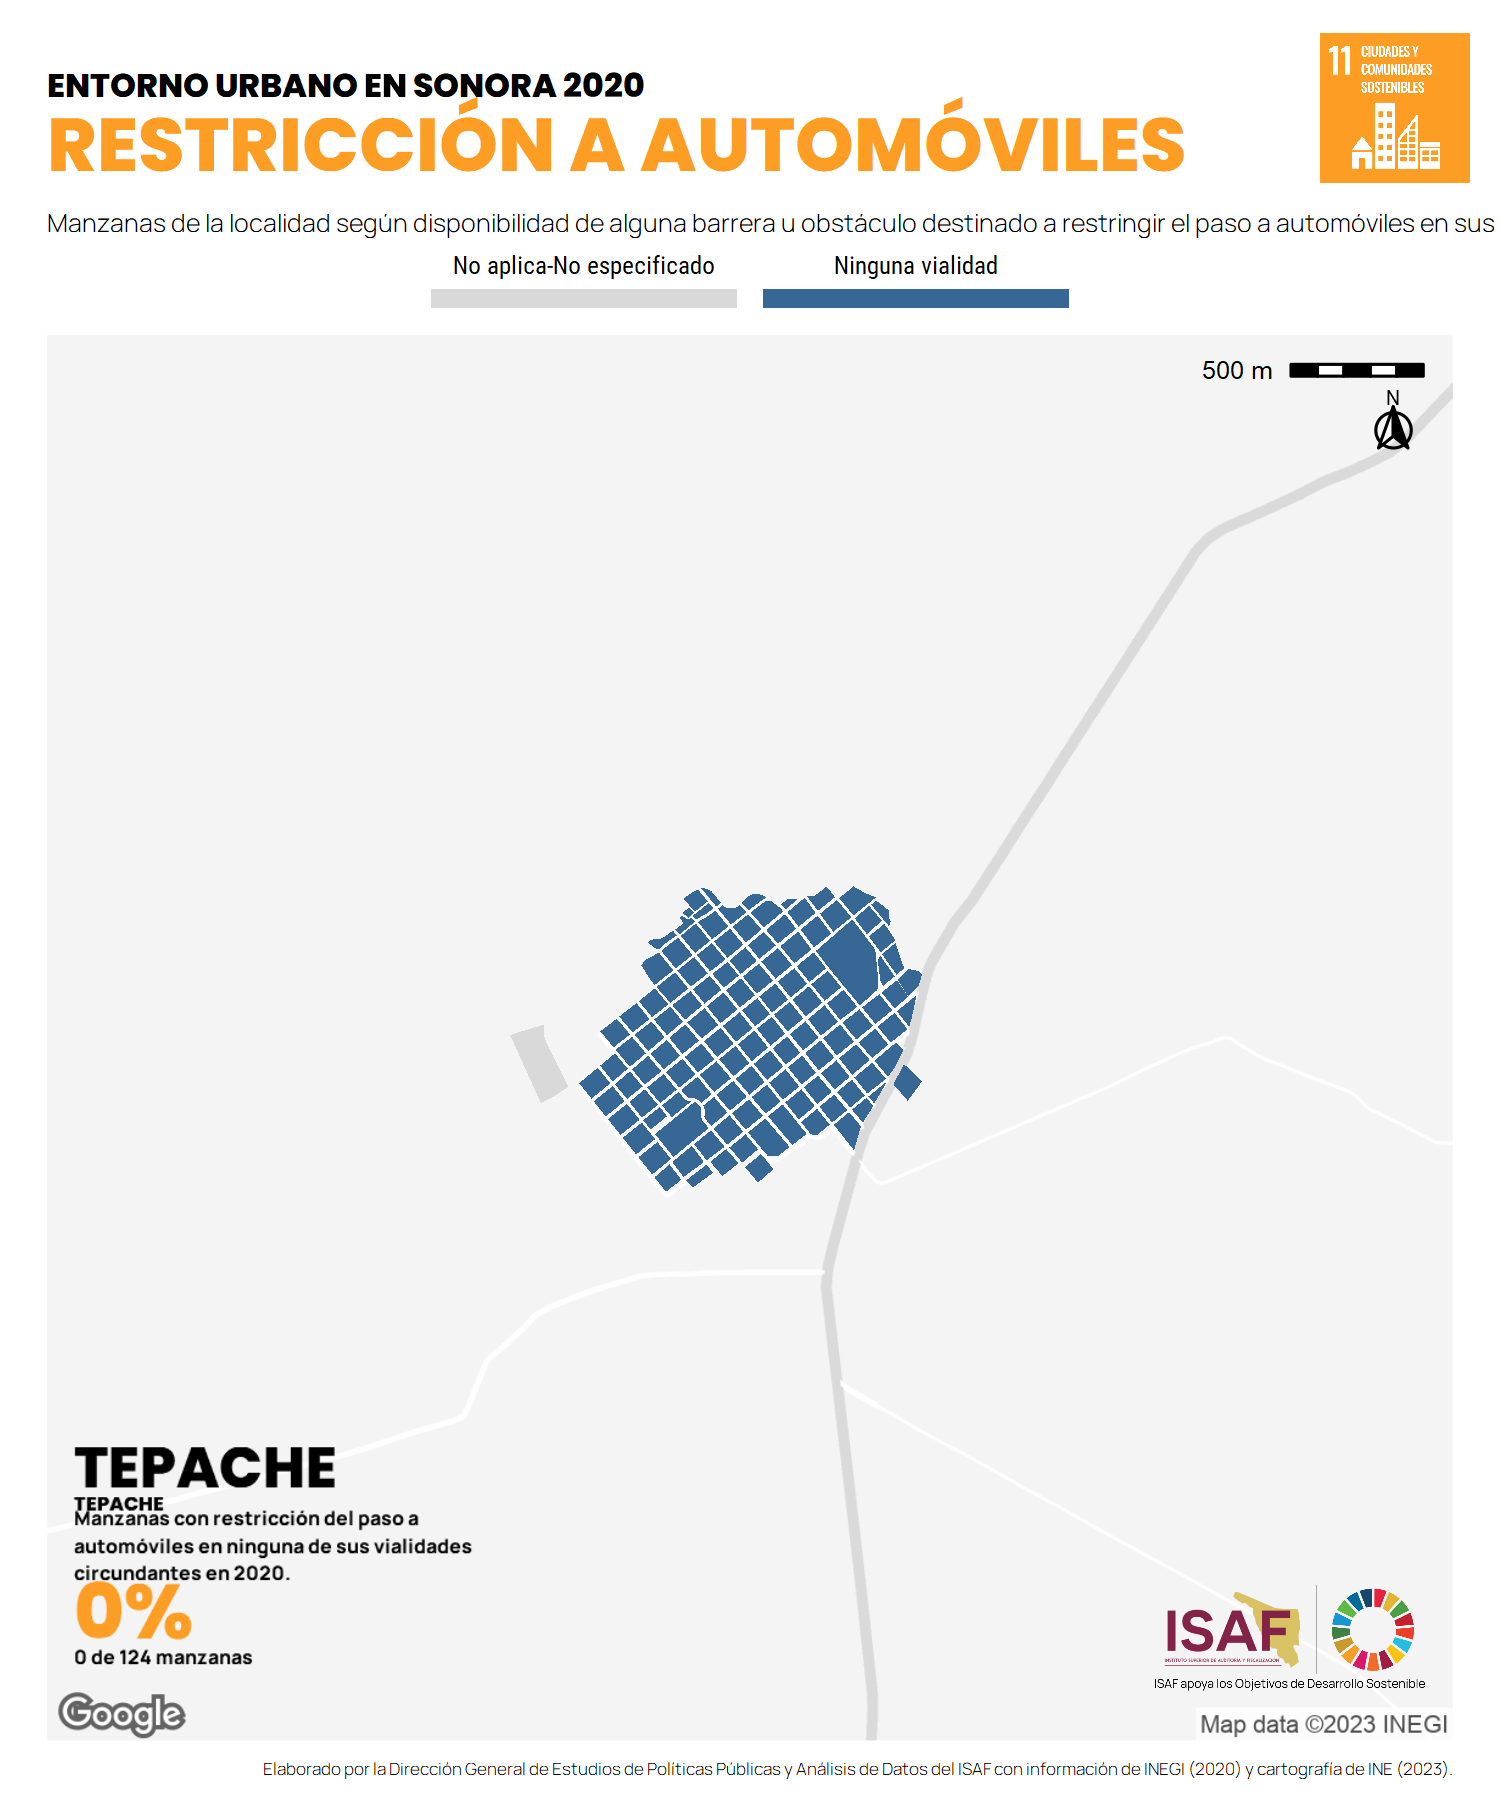 ENTORNO URBANO EN SONORA 2020
RESTRICCIÓN A AUTOMÓVILES
11 CIUDADES Y
COMUNIDADES
SOSTENIBLES
Manzanas de la localidad según disponibilidad de alguna barrera u obstáculo destinado a restringir el paso a automóviles en sus
No aplica-No especificado
Ninguna vialidad
500 m
N
TEPACHE
TEPACHE
Manzanas con restricción del paso a
automóviles en ninguna de sus vialidades
circundantes en 2020.
0%
0 de 124 manzanas
ISAF
INSTITUTO SUPERIOR DE AUDITORÍA Y FISCALIZACIÓN
ISAF apoya los Objetivos de Desarrollo Sostenible
Google
Map data ©2023 INEGI
Elaborado por la Dirección General de Estudios de Políticas Públicas y Análisis de Datos del ISAF con información de INEGI (2020) y cartografía de INE (2023).